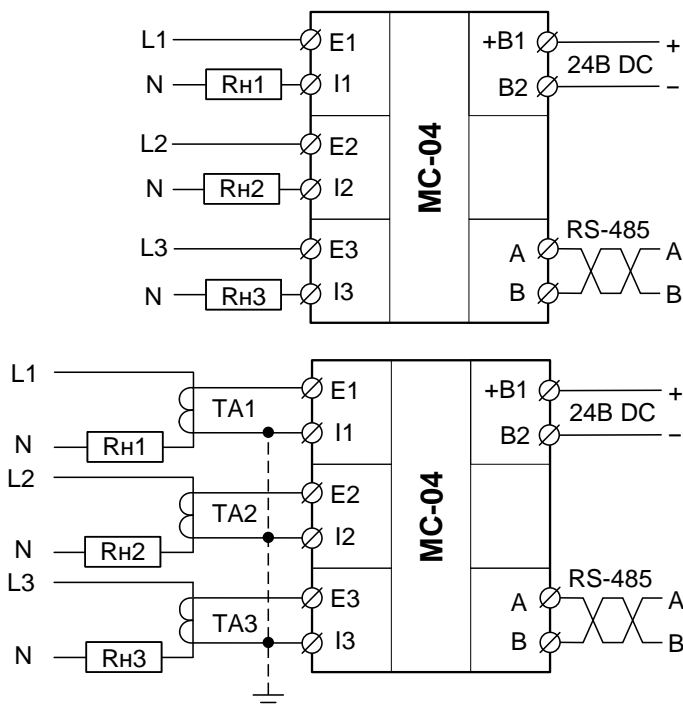 L1 E1 +B1 +
N Rн1 I1 24В DC
B2 −
L2 E2
N Rн2 I2
MC-04
L3 E3 A RS-485 A
N Rн3 I3 B B
L1 E1 +B1 +
TA1 24В DC
N Rн1 I1 B2 −
L2 E2
TA2
N Rн2 I2
MC-04
L3 E3 A RS-485 A
TA3
N Rн3 I3 B B